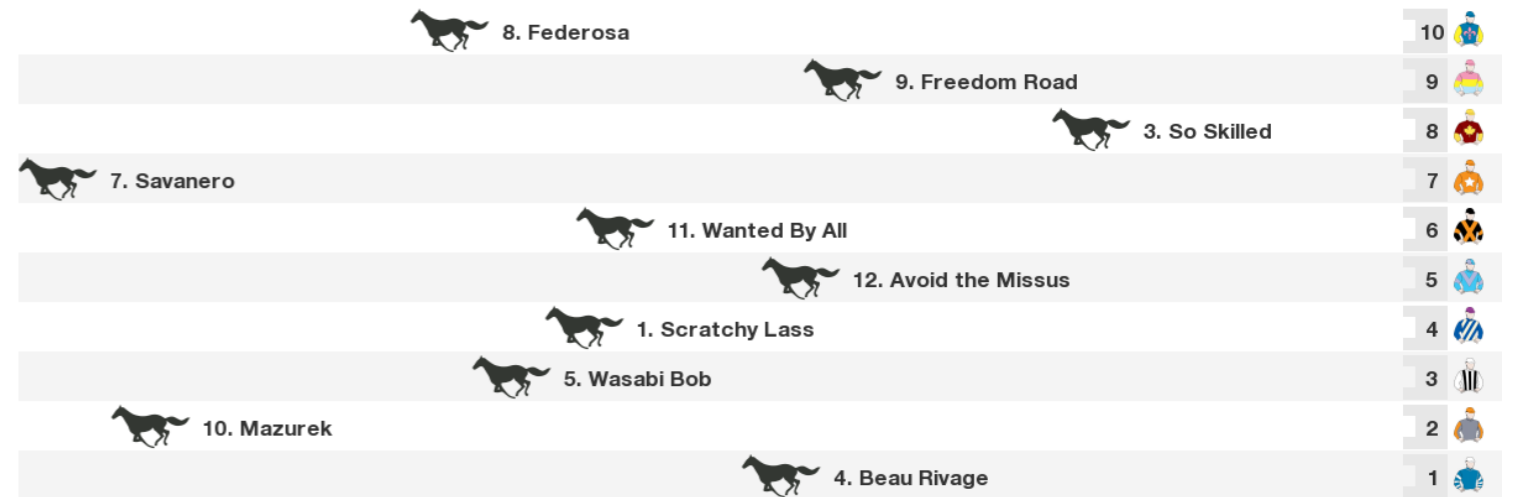 8. Federosa 10
9. Freedom Road 9
3. So Skilled 8
7. Savanero 7
11. Wanted By All 6
12. Avoid the Missus 5
1. Scratchy Lass 4
5. Wasabi Bob 3
10. Mazurek 2
4. Beau Rivage 1